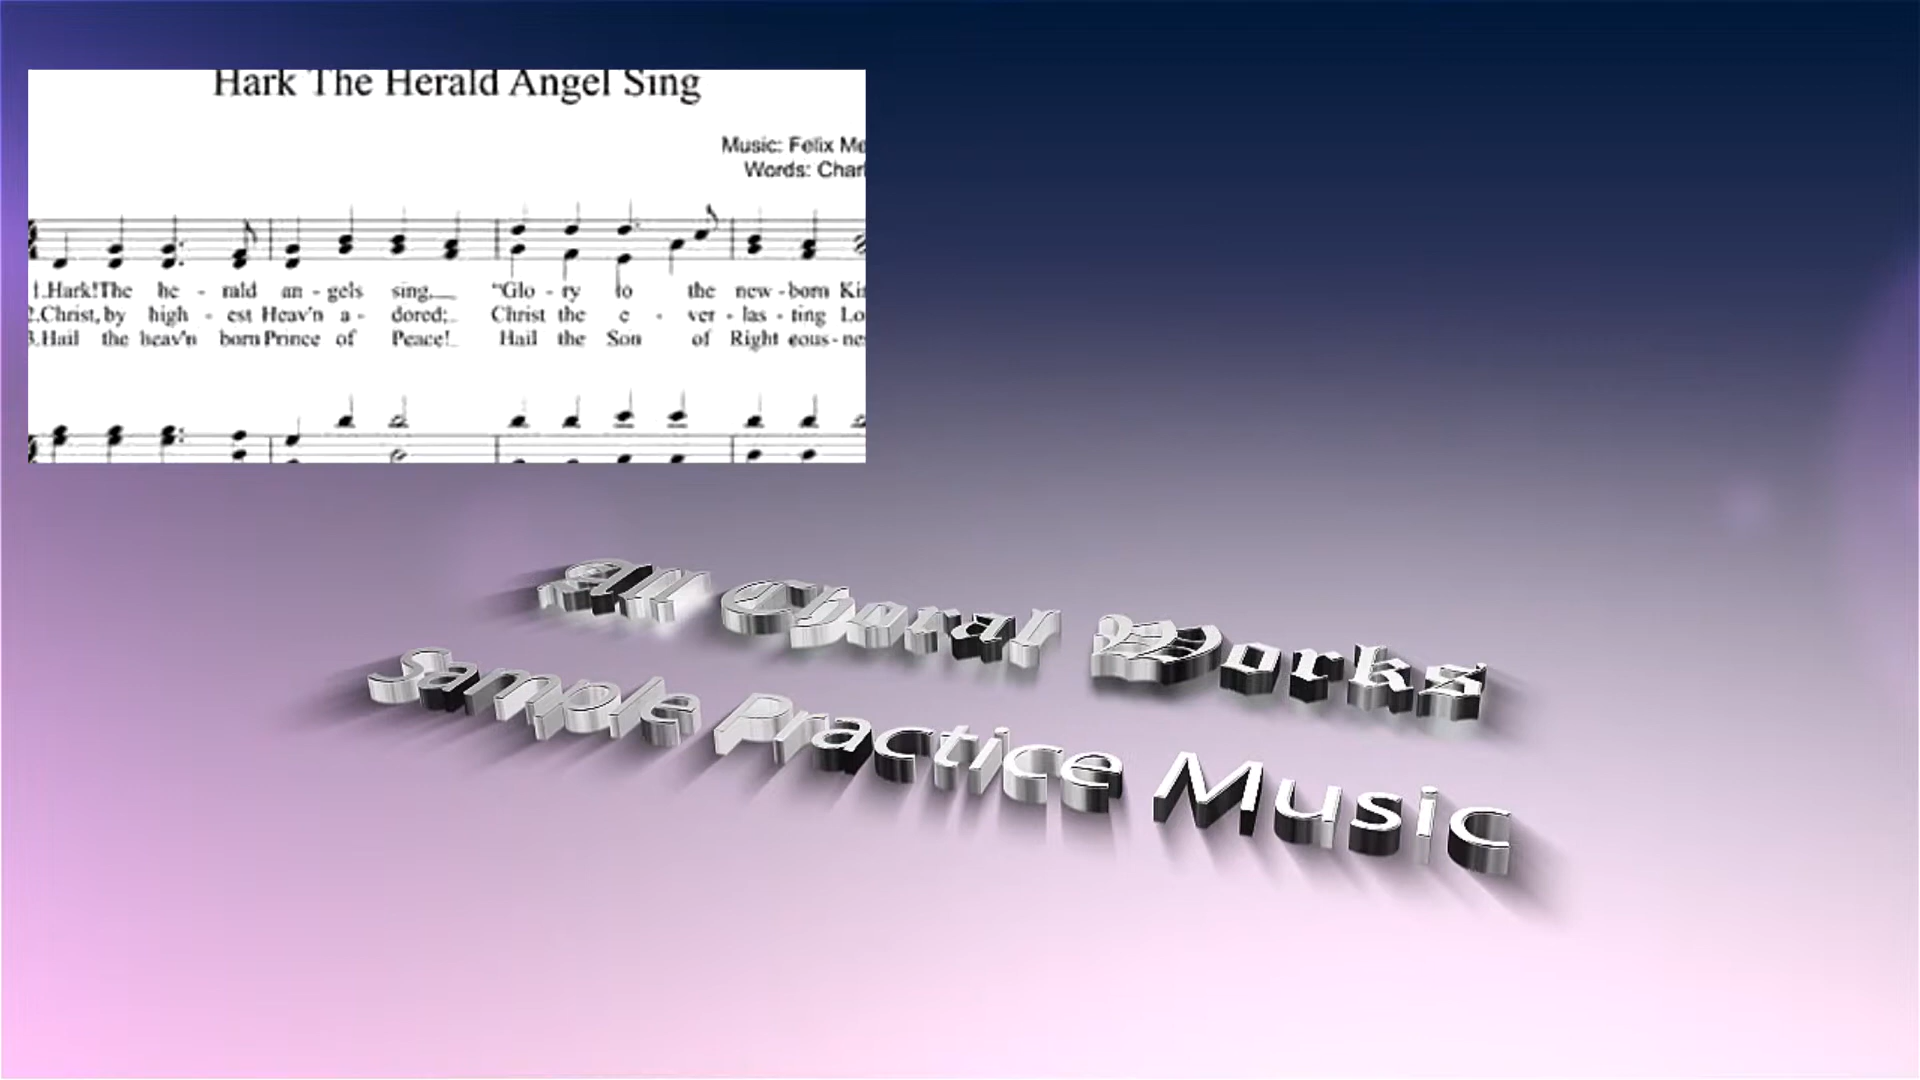 Hark The Herald Angel Sing
Music: Felix Me
Words: Charl
1.Hark! The he - rald an - gels sing,__ "Glo - ry to the new - born Ki
2.Christ, by high - est Heav'n a - dored;_ Christ the e - ver - las - ting Lo
3.Hail the heav'n born Prince of Peace!_ Hail the Son of Right eous - nes
All Choral Works
Sample Practice Music